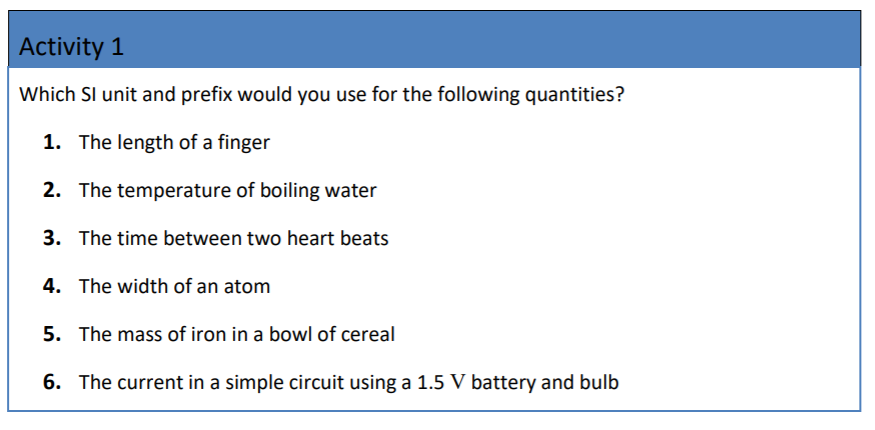 Activity 1
Which SI unit and prefix would you use for the following quantities?
1. The length of a finger
2. The temperature of boiling water
3. The time between two heart beats
4. The width of an atom
5. The mass of iron in a bowl of cereal
6. The current in a simple circuit using a 1.5 V battery and bulb